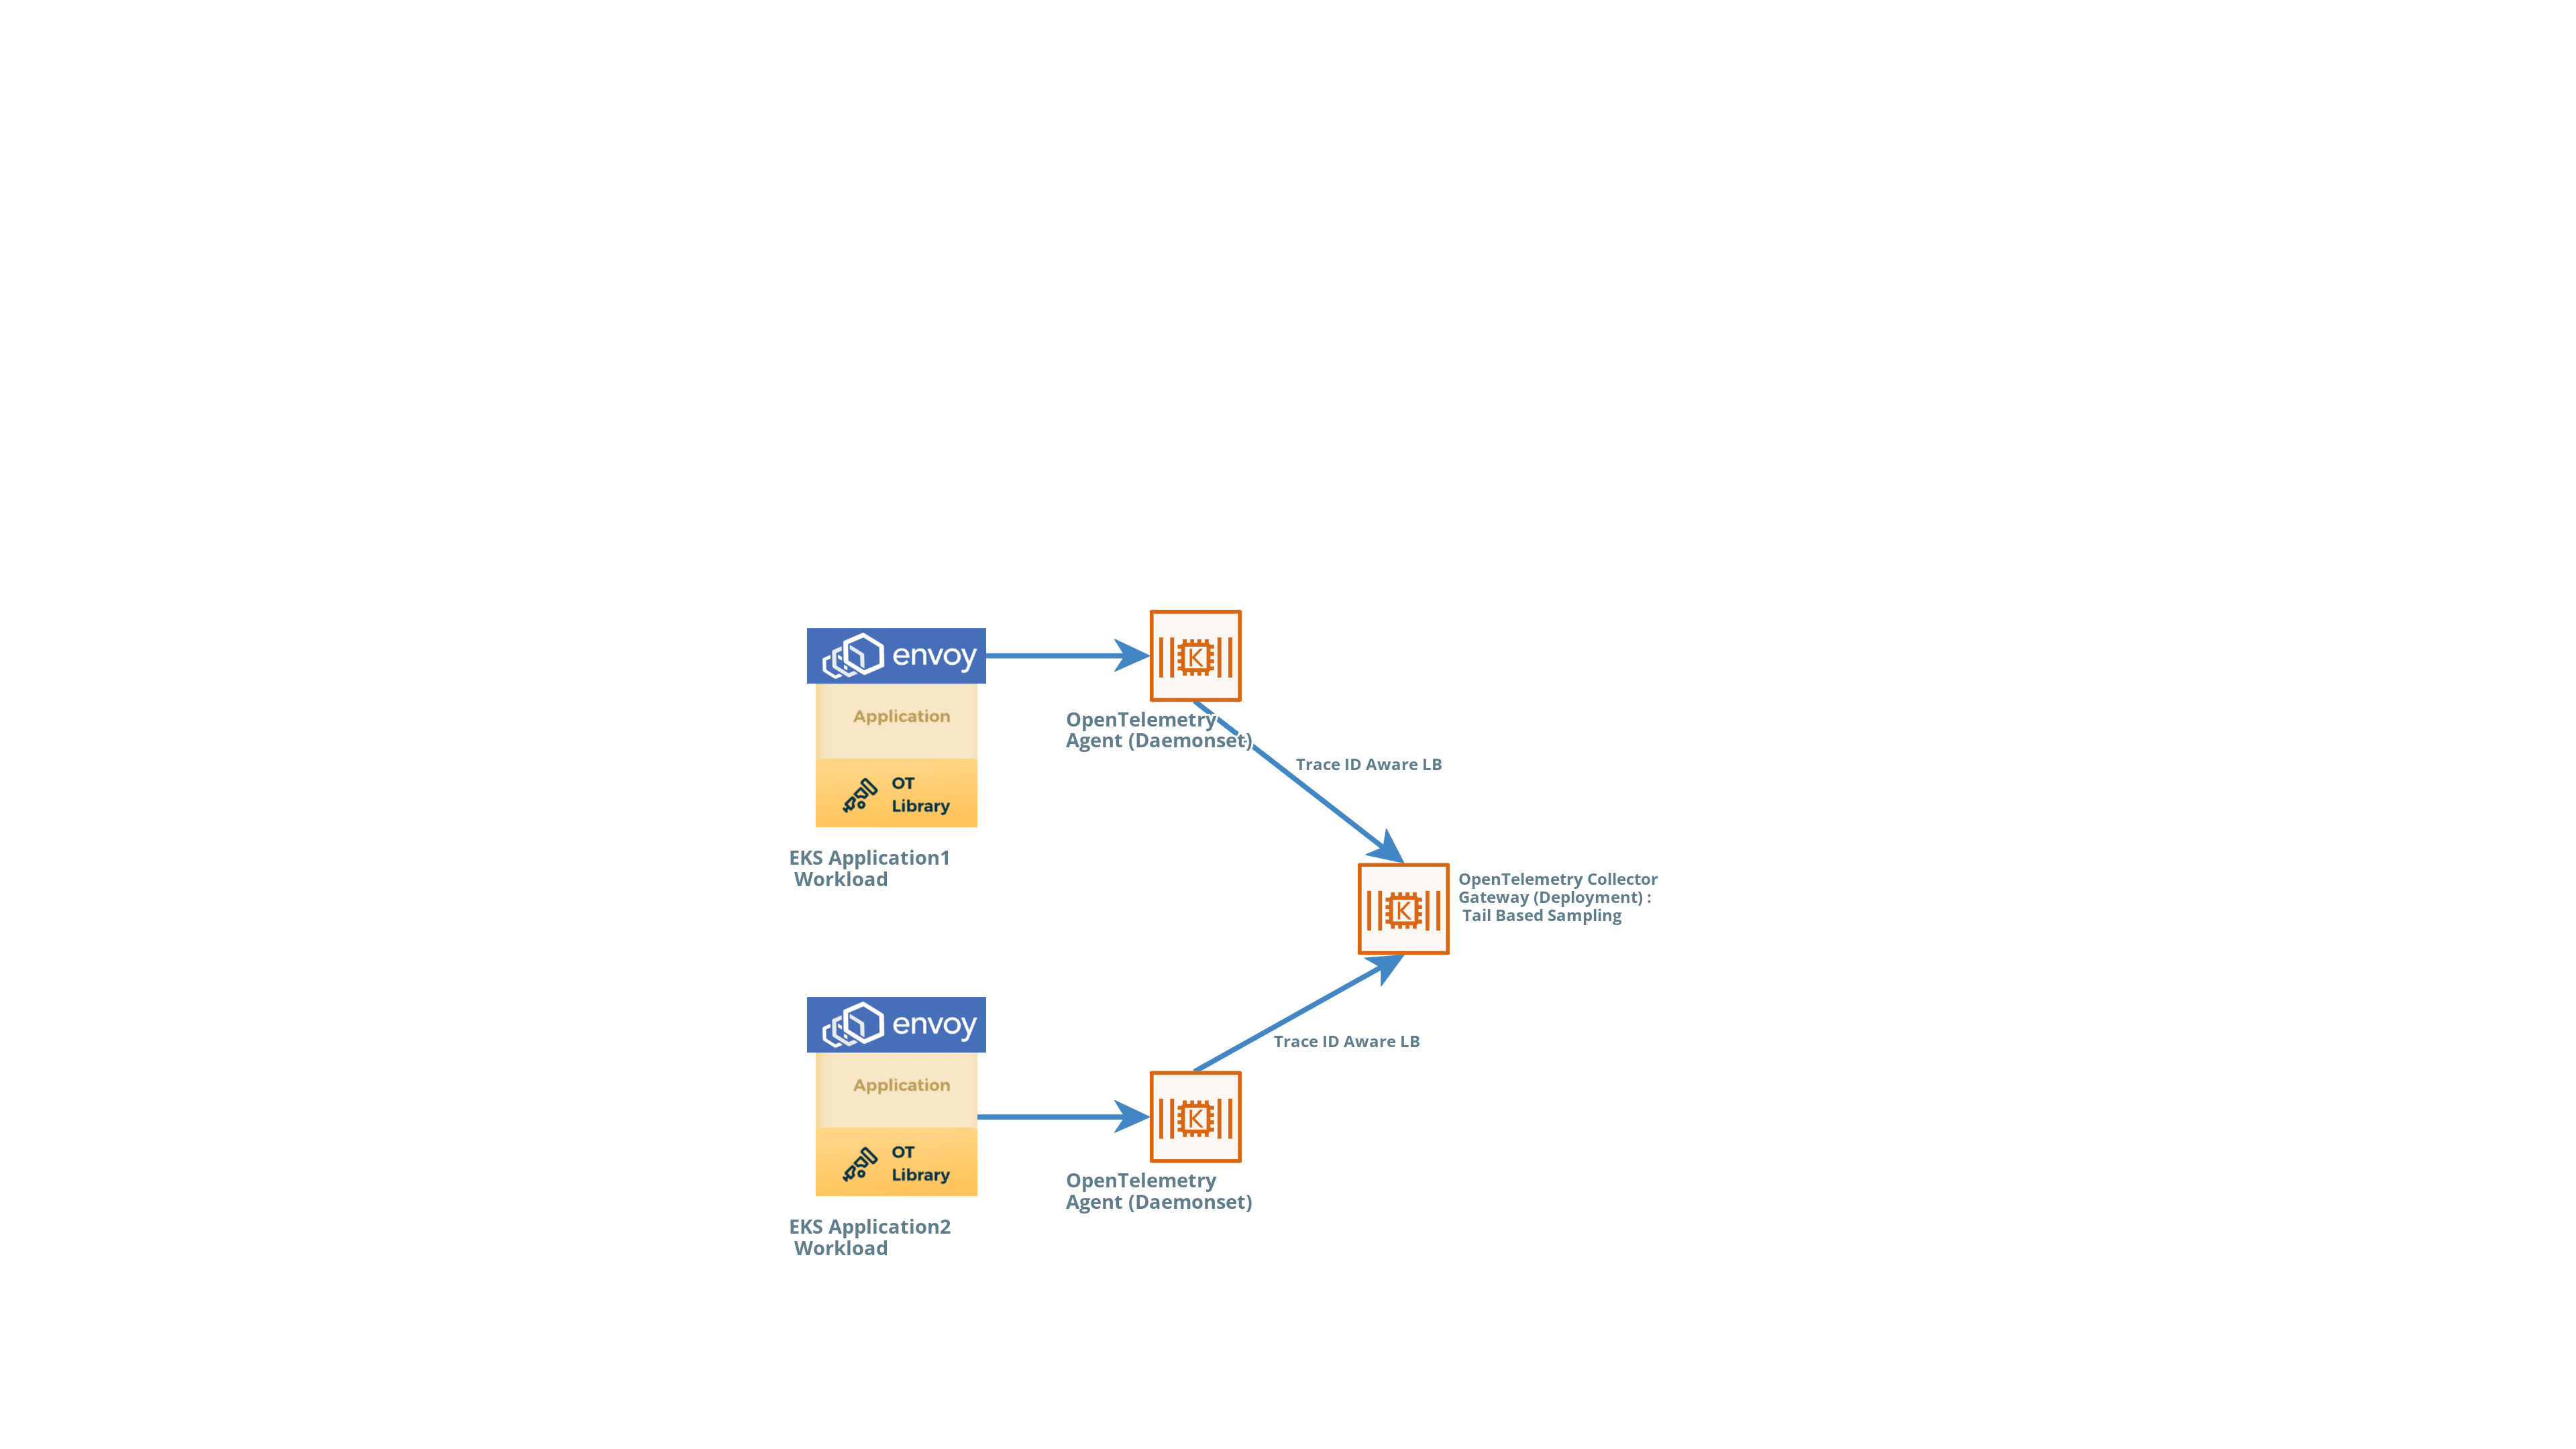 envoy
Application
OT
Library
EKS Application1
Workload
OpenTelemetry
Agent (Daemonset)
Trace ID Aware LB
OpenTelemetry Collector
Gateway (Deployment) :
Tail Based Sampling
envoy
Application
OT
Library
EKS Application2
Workload
Trace ID Aware LB
OpenTelemetry
Agent (Daemonset)
K
K
K